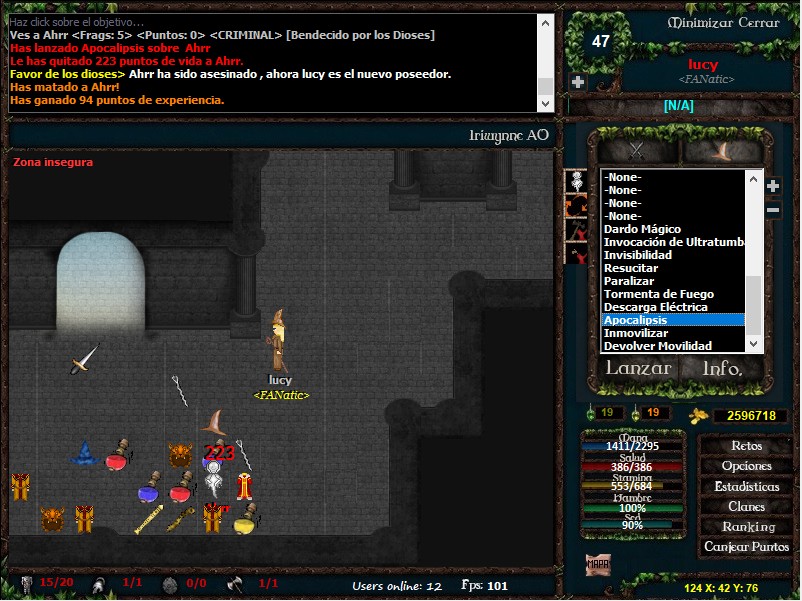 Haz click sobre el objetivo...
Ves a Ahrr <Frags: 5> <Puntos: 0> <CRIMINAL> [Bendecido por los Dioses]
Has lanzado Apocalipsis sobre Ahrr
Le has quitado 223 puntos de vida a Ahrr.
Favor de los dioses> Ahrr ha sido asesinado , ahora lucy es el nuevo poseedor.
Has matado a Ahrr!
Has ganado 94 puntos de experiencia.
47
Minimizar Cerrar
lucy
<FANatic>
[N/A]
Iriwynne AO
Zona insegura
lucy
<FANatic>
223
-None-
-None-
-None-
-None-
Dardo Mágico
Invocación de Ultratumb
Invisibilidad
Resucitar
Paralizar
Tormenta de Fuego
Descarga Eléctrica
Apocalipsis
Inmovilizar
Devolver Movilidad
Lanzar Info.
19 19 2596718
Mana
1411/2295
Salud
386/386
Stamina
553/684
Hambre
100%
Sed
90%
Retos
Opciones
Estadísticas
Clanes
Ranking
Canjear Puntos
MAPA
15/20 1/1 0/0 1/1 Users online: 12 Fps: 101
124 X: 42 Y: 76